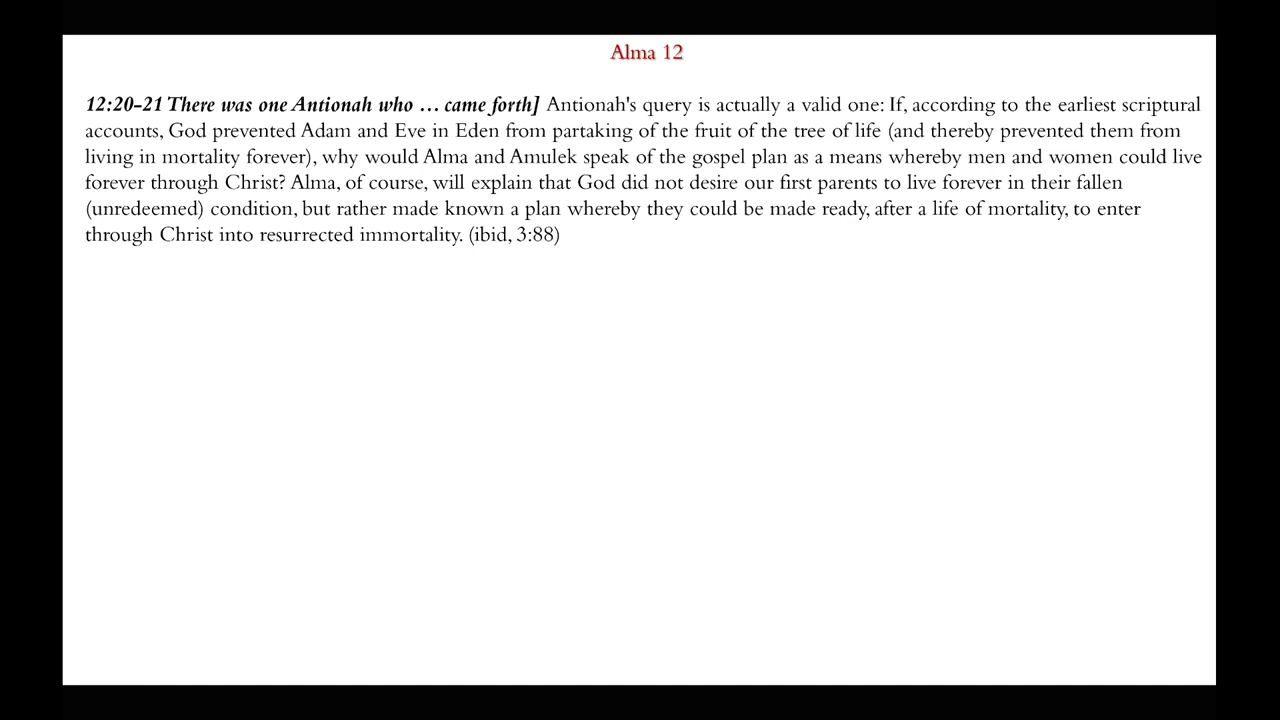 Alma 12
12:20-21 There was one Antionah who … came forth] Antionah's query is actually a valid one: If, according to the earliest scriptural
accounts, God prevented Adam and Eve in Eden from partaking of the fruit of the tree of life (and thereby prevented them from
living in mortality forever), why would Alma and Amulek speak of the gospel plan as a means whereby men and women could live
forever through Christ? Alma, of course, will explain that God did not desire our first parents to live forever in their fallen
(unredeemed) condition, but rather made known a plan whereby they could be made ready, after a life of mortality, to enter
through Christ into resurrected immortality. (ibid, 3:88)